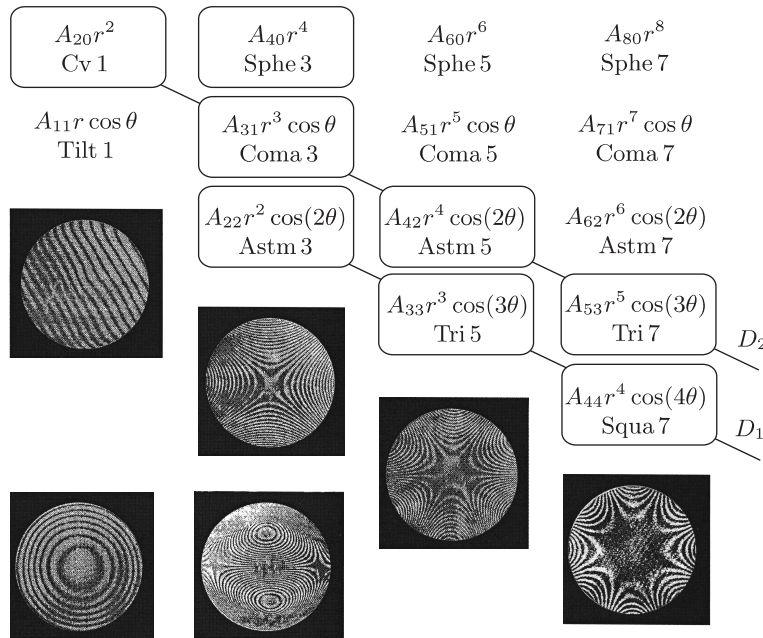 A₂₀r² A₄₀r⁴ A₆₀r⁶ A₈₀r⁸
Cv 1 Sphe 3 Sphe 5 Sphe 7
A₁₁r cos θ A₃₁r³ cos θ A₅₁r⁵ cos θ A₇₁r⁷ cos θ
Tilt 1 Coma 3 Coma 5 Coma 7
A₂₂r² cos(2θ) A₄₂r⁴ cos(2θ) A₆₂r⁶ cos(2θ)
Astm 3 Astm 5 Astm 7
A₃₃r³ cos(3θ) A₅₃r⁵ cos(3θ)
Tri 5 Tri 7 D₂
A₄₄r⁴ cos(4θ)
Squa 7 D₁